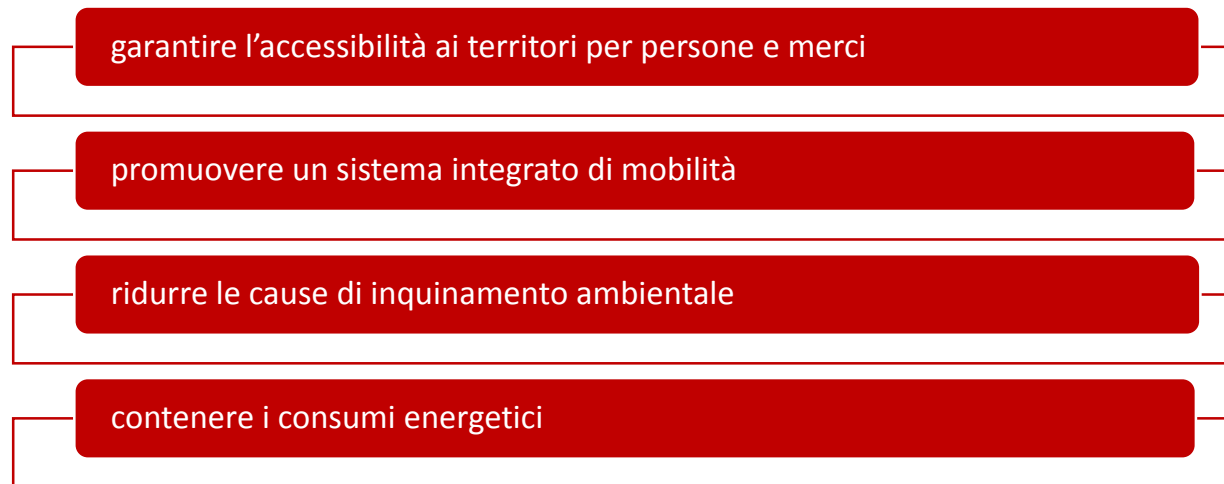 garantire l’accessibilità ai territori per persone e merci
promuovere un sistema integrato di mobilità
ridurre le cause di inquinamento ambientale
contenere i consumi energetici